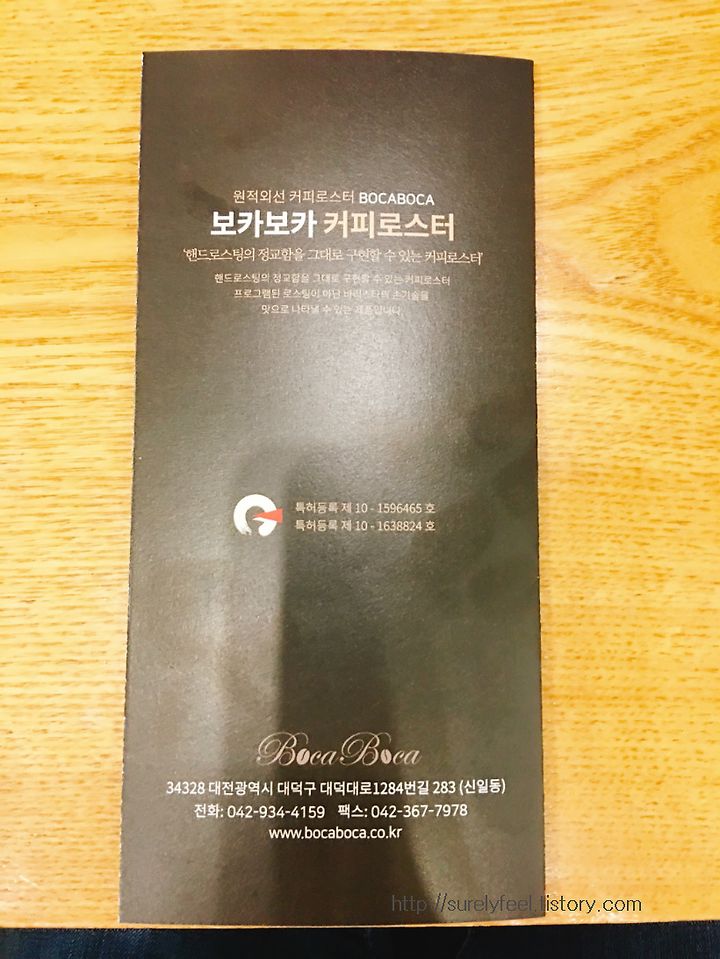 원적외선 커피로스터 BOCABOCA
보카보카 커피로스터
'핸드로스팅의 정교함을 그대로 구현할 수 있는 커피로스터'
핸드로스팅의 정교함을 그대로 구현할 수 있는 커피로스터
프로그램된 로스팅이 아닌 바리스타의 손기술을
맛으로 나타낼 수 있는 제품입니다
특허등록 제 10 - 1596465 호
특허등록 제 10 - 1638824 호
Boca Boca
34328 대전광역시 대덕구 대덕대로1284번길 283 (신일동)
전화: 042-934-4159 팩스: 042-367-7978
www.bocaboca.co.kr
http://surelyfeel.tistory.com